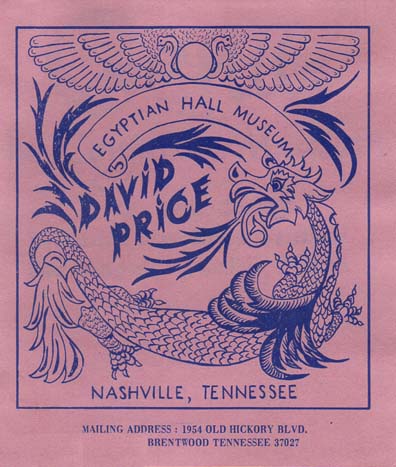 EGYPTIAN HALL MUSEUM
DAVID
PRICE
NASHVILLE, TENNESSEE
MAILING ADDRESS : 1954 OLD HICKORY BLVD.
BRENTWOOD TENNESSEE 37027